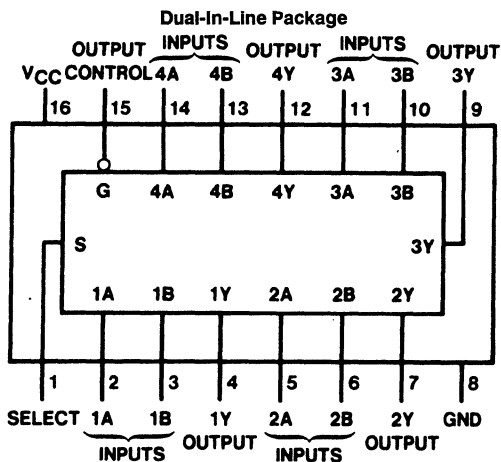 Dual-In-Line Package
OUTPUT INPUTS OUTPUT INPUTS OUTPUT
VCC CONTROL 4A 4B 4Y 3A 3B 3Y
16 15 14 13 12 11 10 9
G 4A 4B 4Y 3A 3B
S 3Y
1A 1B 1Y 2A 2B 2Y
1 2 3 4 5 6 7 8
SELECT 1A 1B 1Y 2A 2B 2Y GND
INPUTS OUTPUT INPUTS OUTPUT